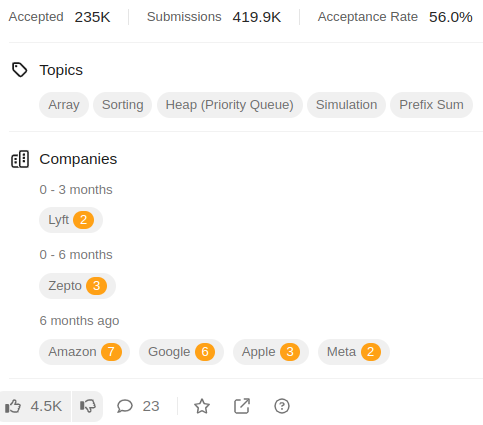 Accepted 235K Submissions 419.9K Acceptance Rate 56.0%
Topics
Array Sorting Heap (Priority Queue) Simulation Prefix Sum
Companies
0 - 3 months
Lyft 2
0 - 6 months
Zepto 3
6 months ago
Amazon 7 Google 6 Apple 3 Meta 2
4.5K 23